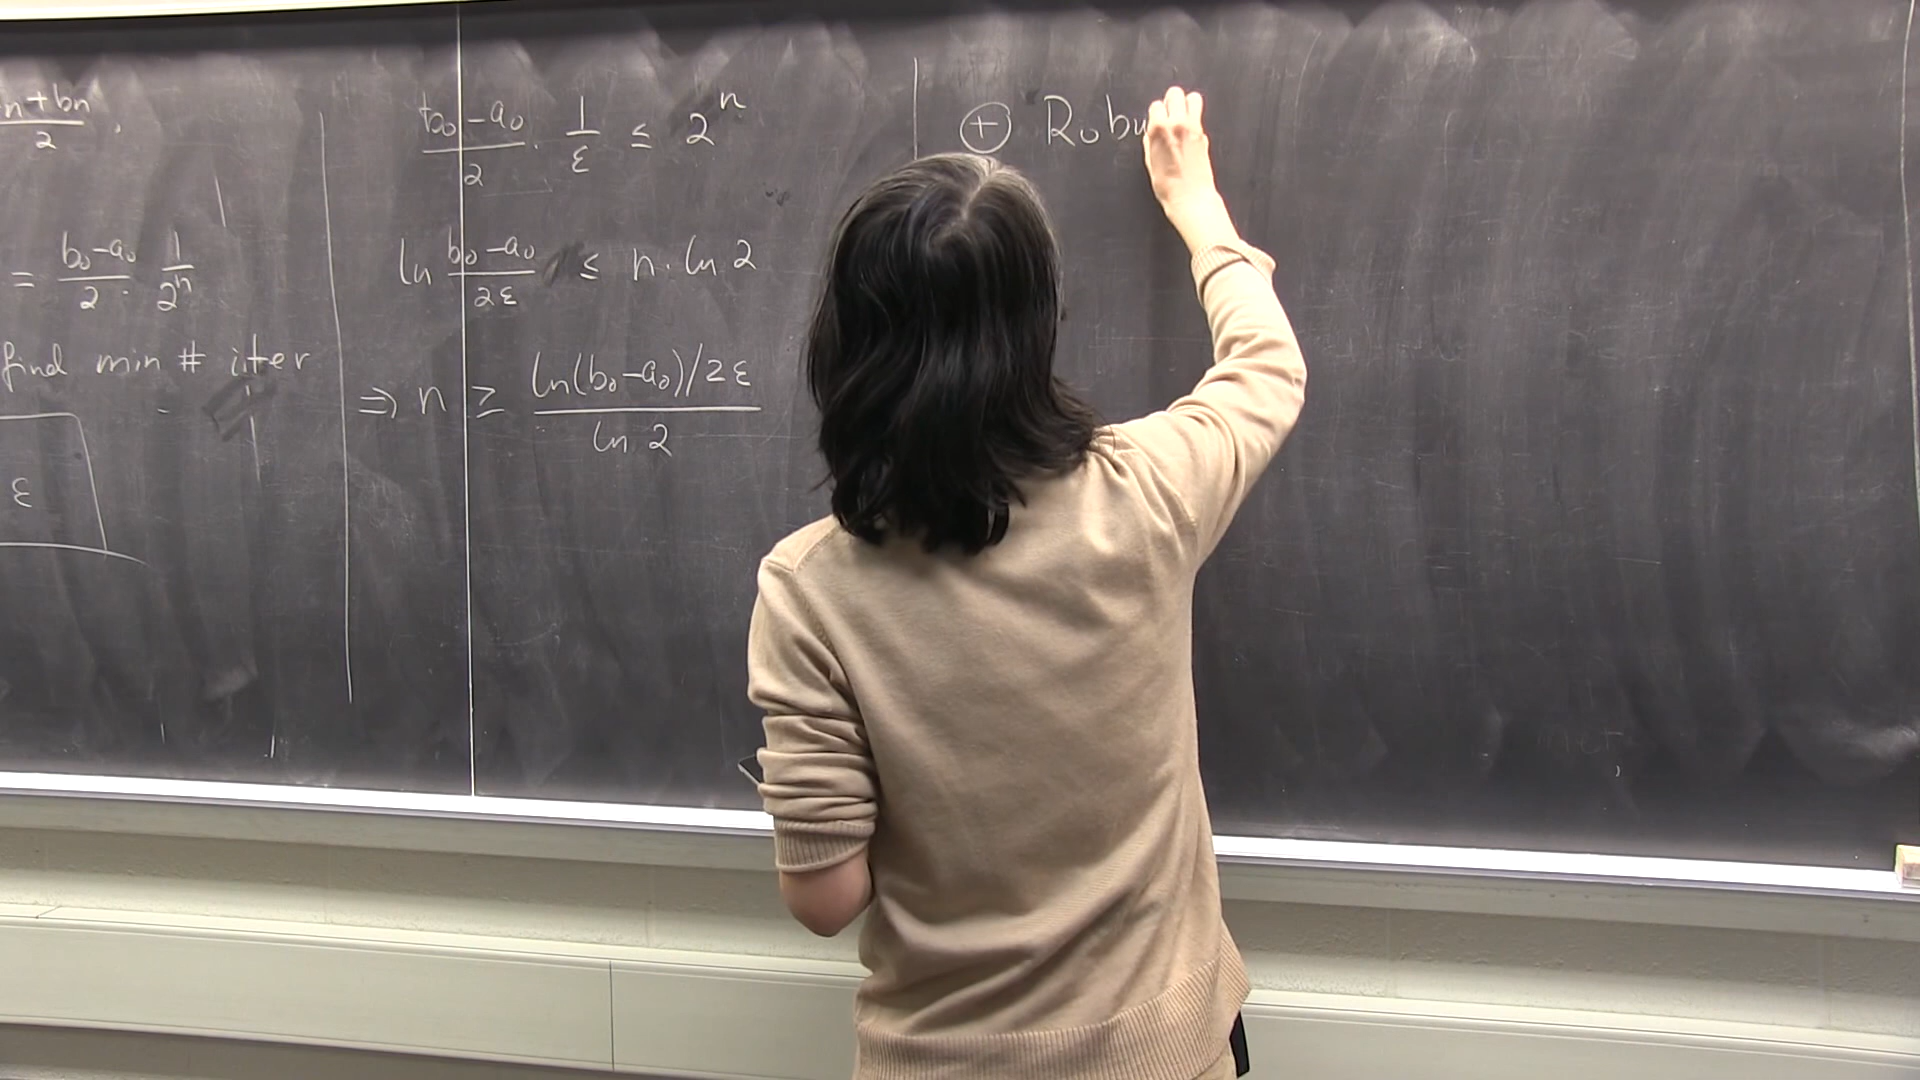 n+bn/2.
= b₀-a₀/2 · 1/2ⁿ
find min # iter
ε
b₀-a₀/2 · 1/ε ≤ 2ⁿ
ln b₀-a₀/2ε ≤ n·ln 2
⇒ n ≥ ln(b₀-a₀)/2ε / ln 2
⊕ Robu